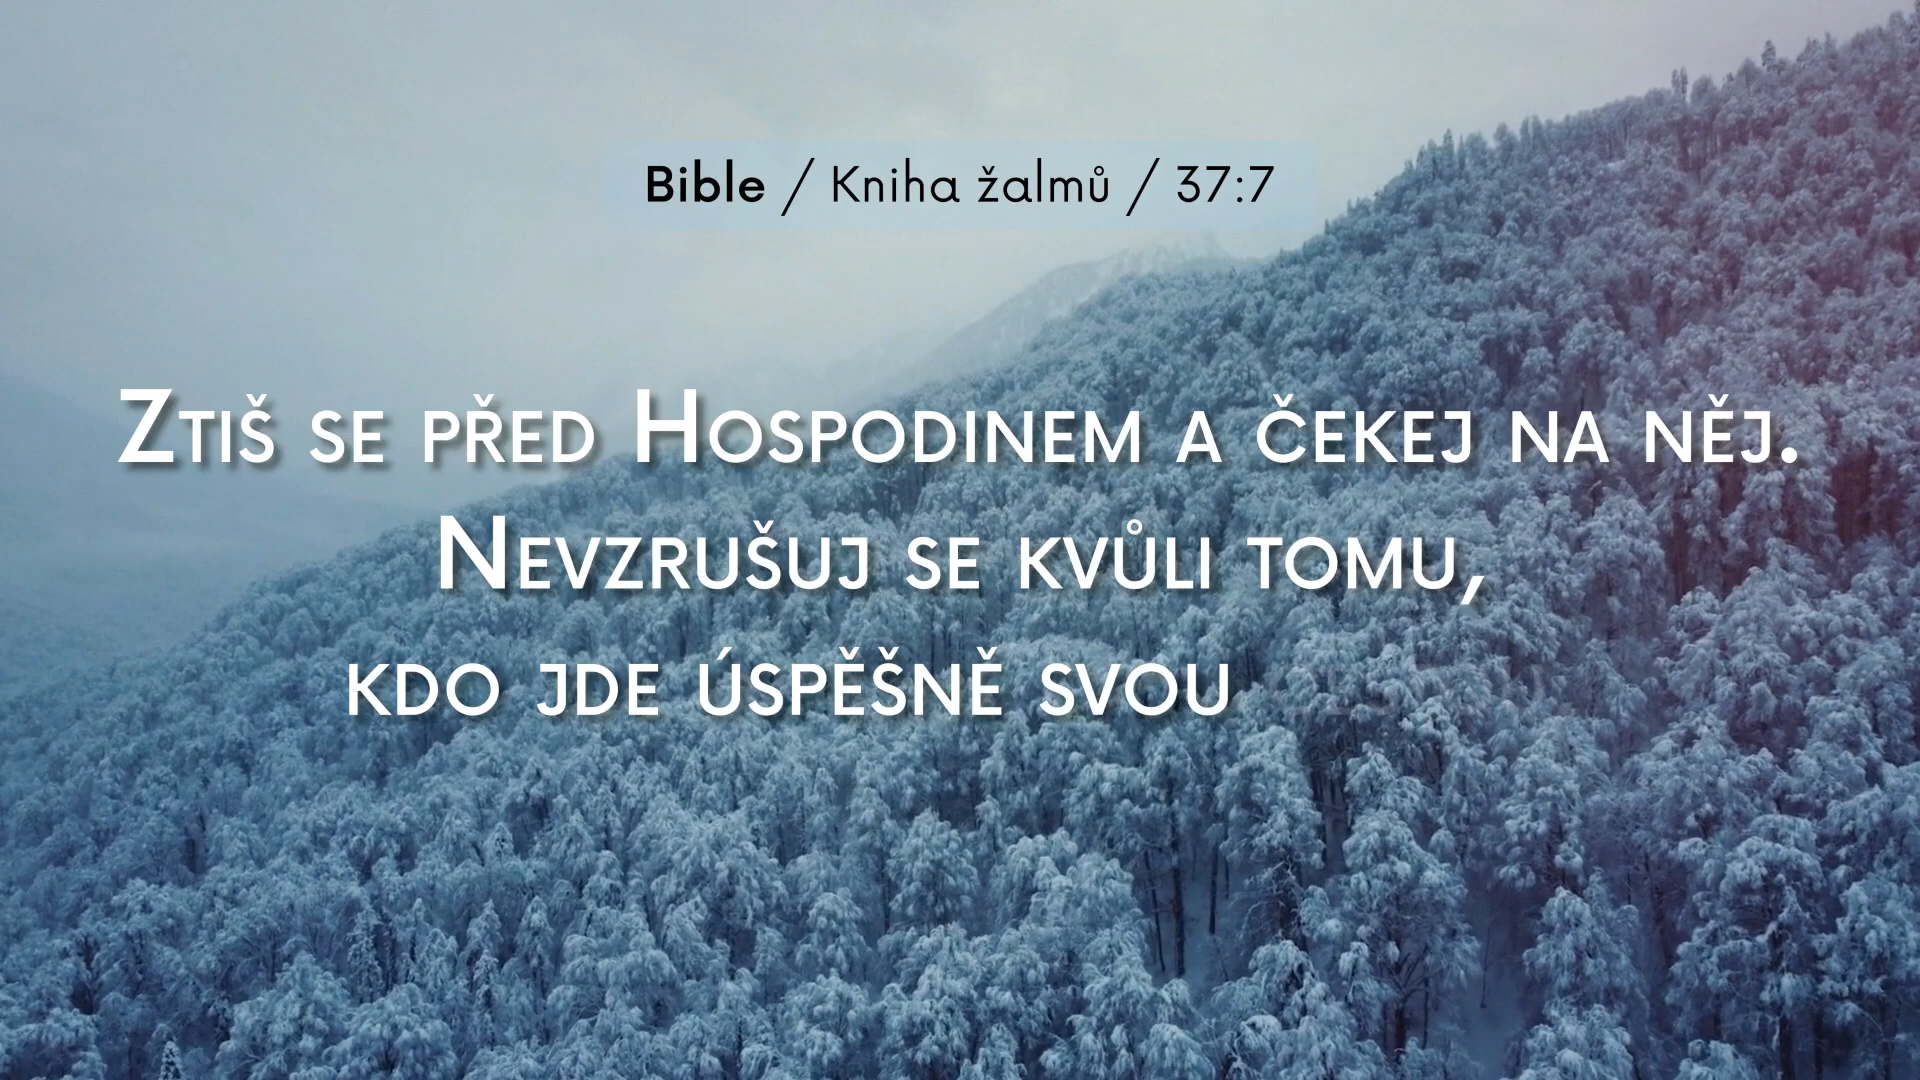 Bible / Kniha žalmů / 37:7
Ztiš se před Hospodinem a čekej na něj.
Nevzrušuj se kvůli tomu,
kdo jde úspěšně svou